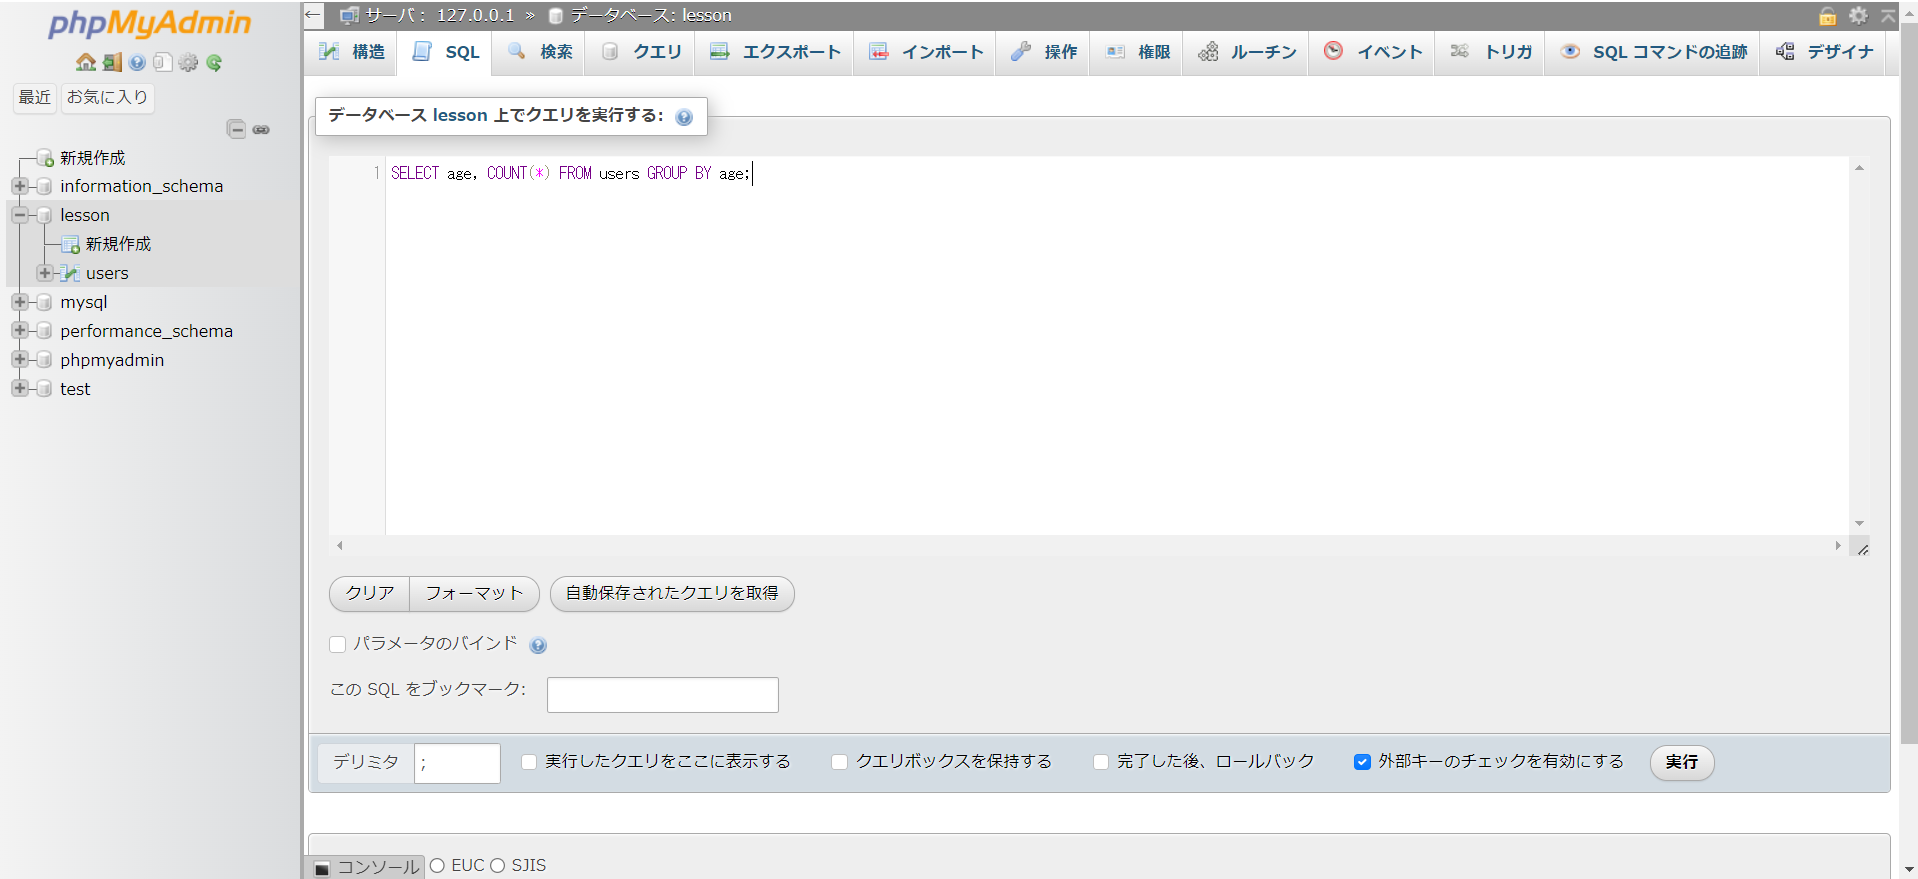 phpMyAdmin
最近 お気に入り
新規作成
information_schema
lesson
新規作成
users
mysql
performance_schema
phpmyadmin
test
← サーバ： 127.0.0.1 » データベース: lesson
構造 SQL 検索 クエリ エクスポート インポート 操作 権限 ルーチン イベント トリガ SQL コマンドの追跡 デザイナ
データベース lesson 上でクエリを実行する:
1 SELECT age, COUNT(*) FROM users GROUP BY age;
クリア フォーマット 自動保存されたクエリを取得
パラメータのバインド
この SQL をブックマーク:
デリミタ ; 実行したクエリをここに表示する クエリボックスを保持する 完了した後、ロールバック 外部キーのチェックを有効にする 実行
コンソール EUC SJIS